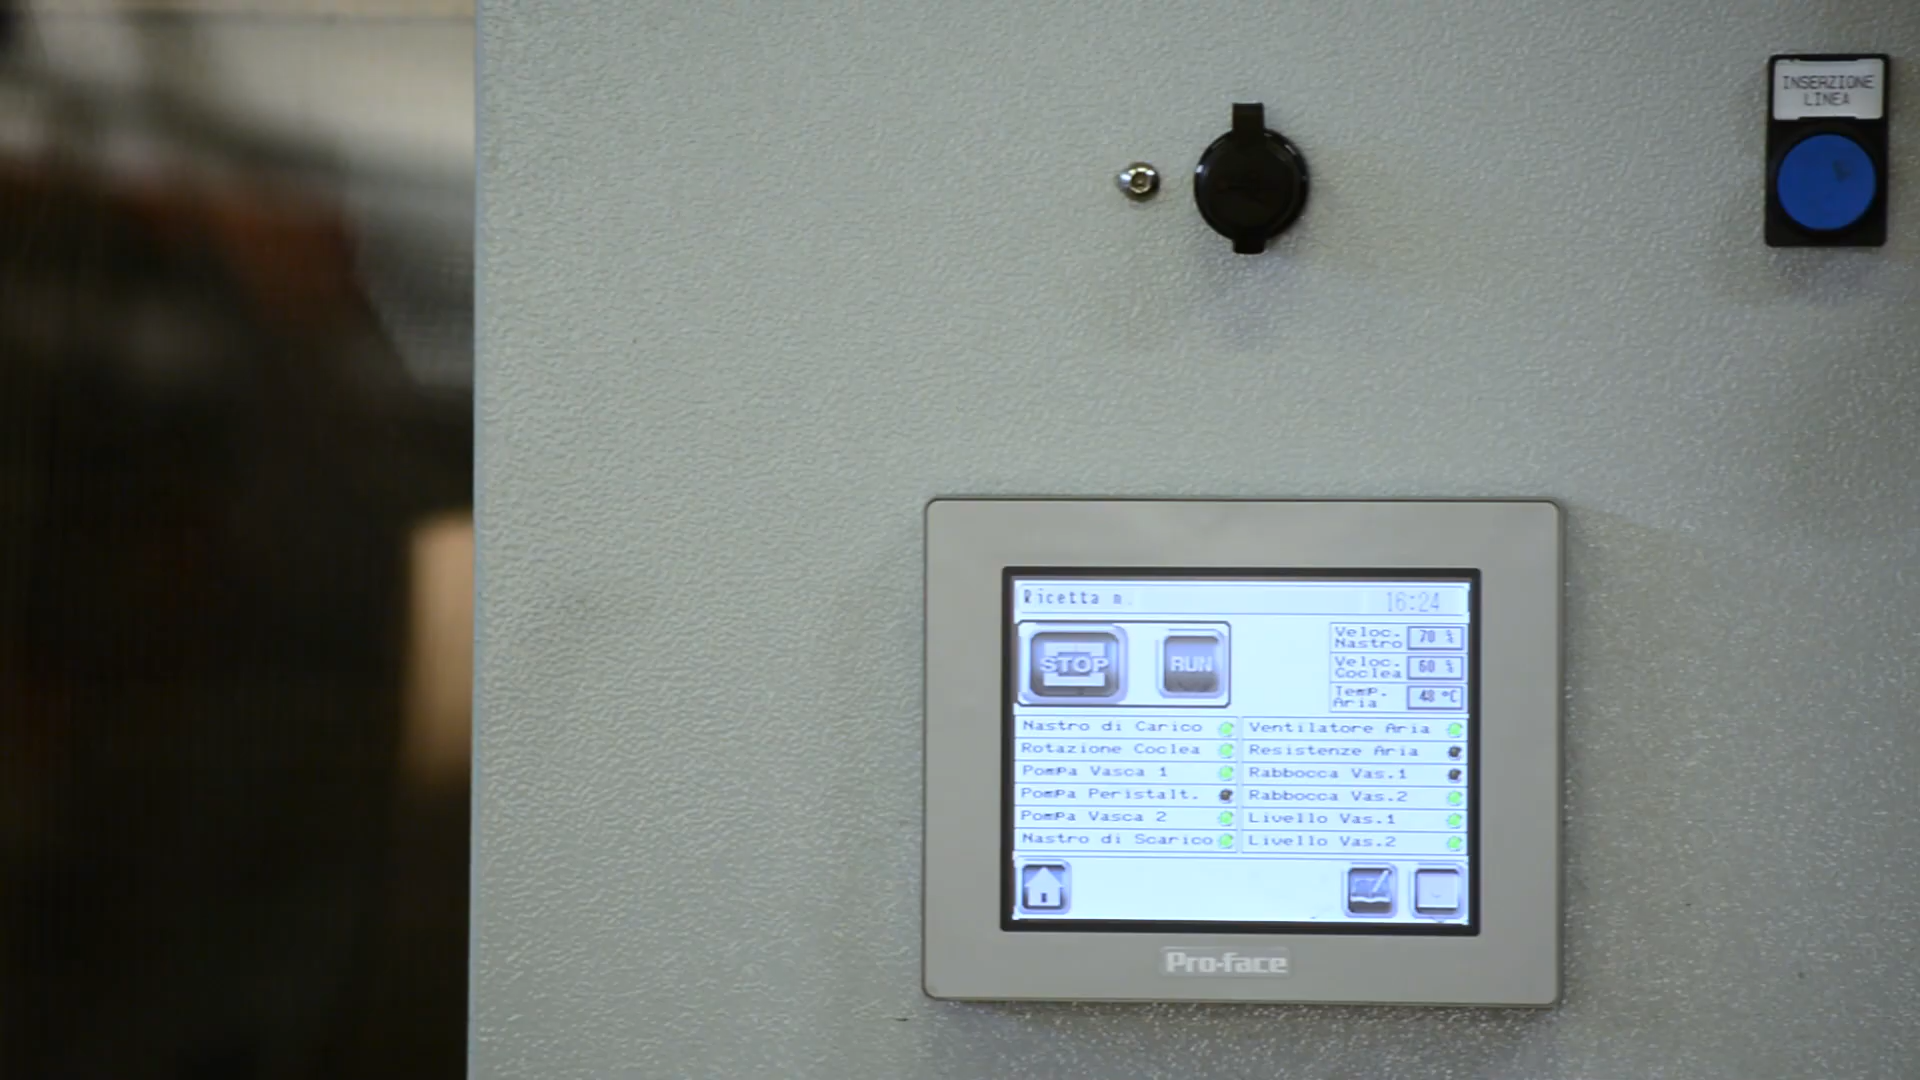 INSERZIONE
LINEA
Ricetta n.
16:24
STOP
RUN
Veloc.
Nastro
70 %
Veloc.
Coclea
60 %
Temp.
Aria
48 °C
Nastro di Carico
Ventilatore Aria
Rotazione Coclea
Resistenze Aria
Pompa Vasca 1
Rabbocca Vas.1
Pompa Peristalt.
Rabbocca Vas.2
Pompa Vasca 2
Livello Vas.1
Nastro di Scarico
Livello Vas.2
Pro-face